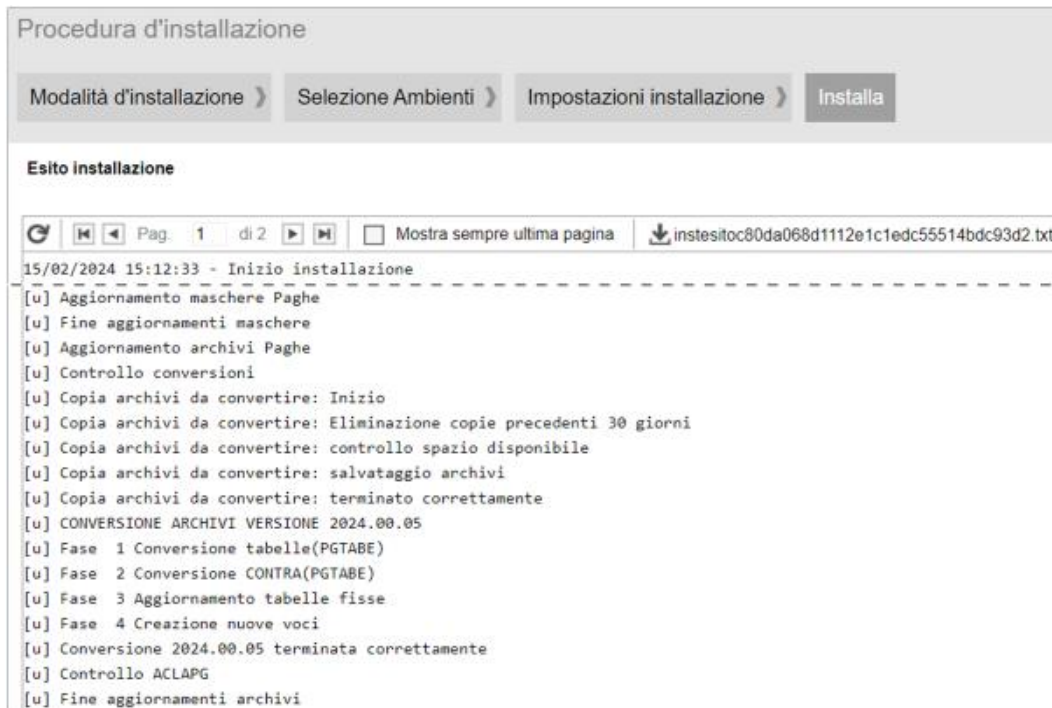 Procedura d'installazione
Modalità d'installazione Selezione Ambienti Impostazioni installazione Installa
Esito installazione
Pag. 1 di 2 Mostra sempre ultima pagina instesitoc80da068d1112e1c1edc55514bdc93d2.txt
15/02/2024 15:12:33 - Inizio installazione
[u] Aggiornamento maschere Paghe
[u] Fine aggiornamenti maschere
[u] Aggiornamento archivi Paghe
[u] Controllo conversioni
[u] Copia archivi da convertire: Inizio
[u] Copia archivi da convertire: Eliminazione copie precedenti 30 giorni
[u] Copia archivi da convertire: controllo spazio disponibile
[u] Copia archivi da convertire: salvataggio archivi
[u] Copia archivi da convertire: terminato correttamente
[u] CONVERSIONE ARCHIVI VERSIONE 2024.00.05
[u] Fase 1 Conversione tabelle(PGTABE)
[u] Fase 2 Conversione CONTRA(PGTABE)
[u] Fase 3 Aggiornamento tabelle fisse
[u] Fase 4 Creazione nuove voci
[u] Conversione 2024.00.05 terminata correttamente
[u] Controllo ACLAPG
[u] Fine aggiornamenti archivi